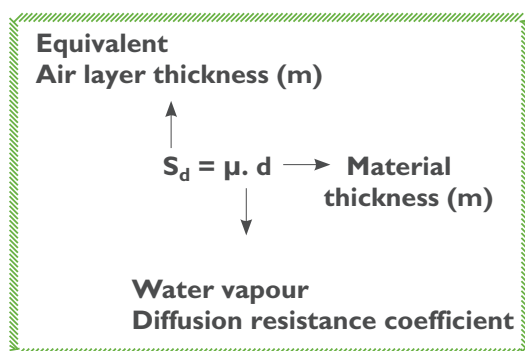 Equivalent
Air layer thickness (m)
Sd = µ. d → Material
thickness (m)
Water vapour
Diffusion resistance coefficient